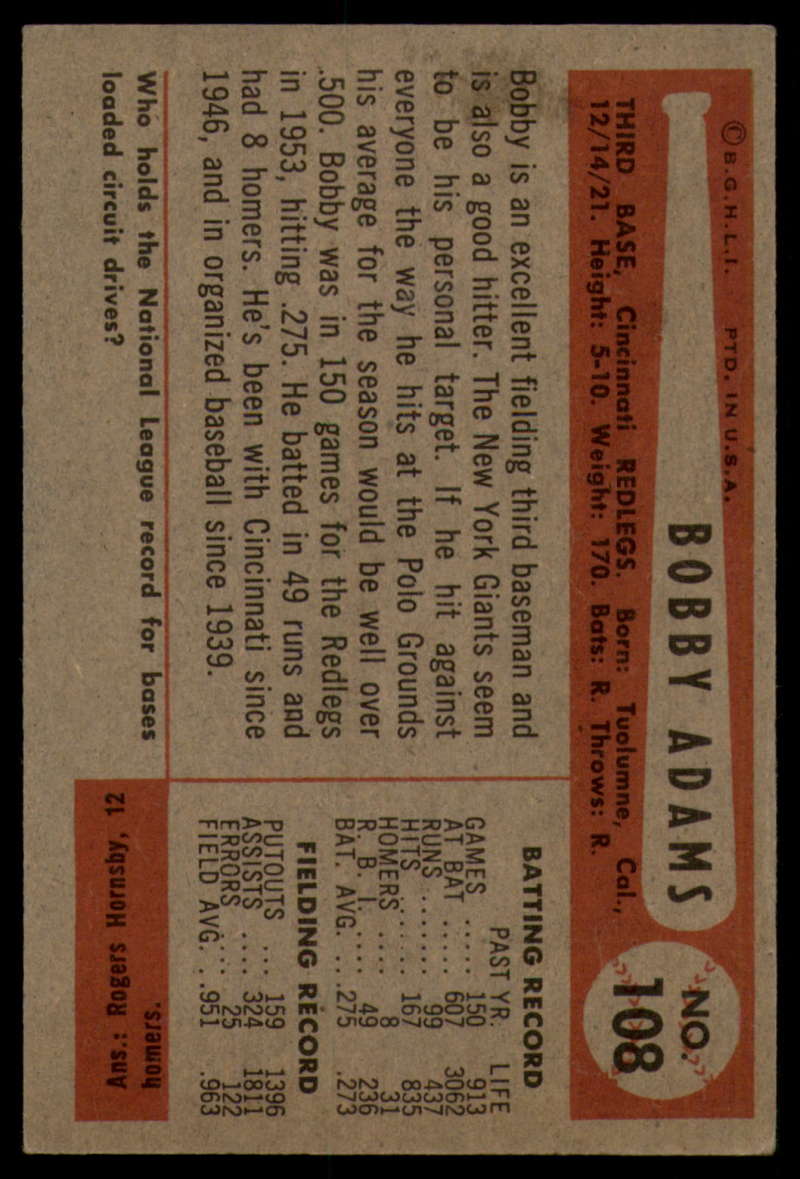 © B.G.H.L.I. PTD. IN U.S.A.
BOBBY ADAMS
NO.
108
THIRD BASE, Cincinnati REDLEGS. Born: Tuolumne, Cal.,
12/14/21. Height: 5-10. Weight: 170. Bats: R. Throws: R.
Bobby is an excellent fielding third baseman and
is also a good hitter. The New York Giants seem
to be his personal target. If he hit against
everyone the way he hits at the Polo Grounds
his average for the season would be well over
.500. Bobby was in 150 games for the Redlegs
in 1953, hitting .275. He batted in 49 runs and
had 8 homers. He's been with Cincinnati since
1946, and in organized baseball since 1939.
BATTING RECORD
PAST YR. LIFE
GAMES ..... 150 913
AT BAT ..... 607 3062
RUNS ...... 99 437
HITS ...... 167 835
HOMERS .... 8 31
R. B. I. .... 49 236
BAT. AVG. ... .275 .273
FIELDING RECORD
PUTOUTS ... 159 1396
ASSISTS .... 324 1811
ERRORS .... 25 122
FIELD AVG. . .951 .963
Who holds the National League record for bases
loaded circuit drives?
Ans.: Rogers Hornsby, 12
homers.